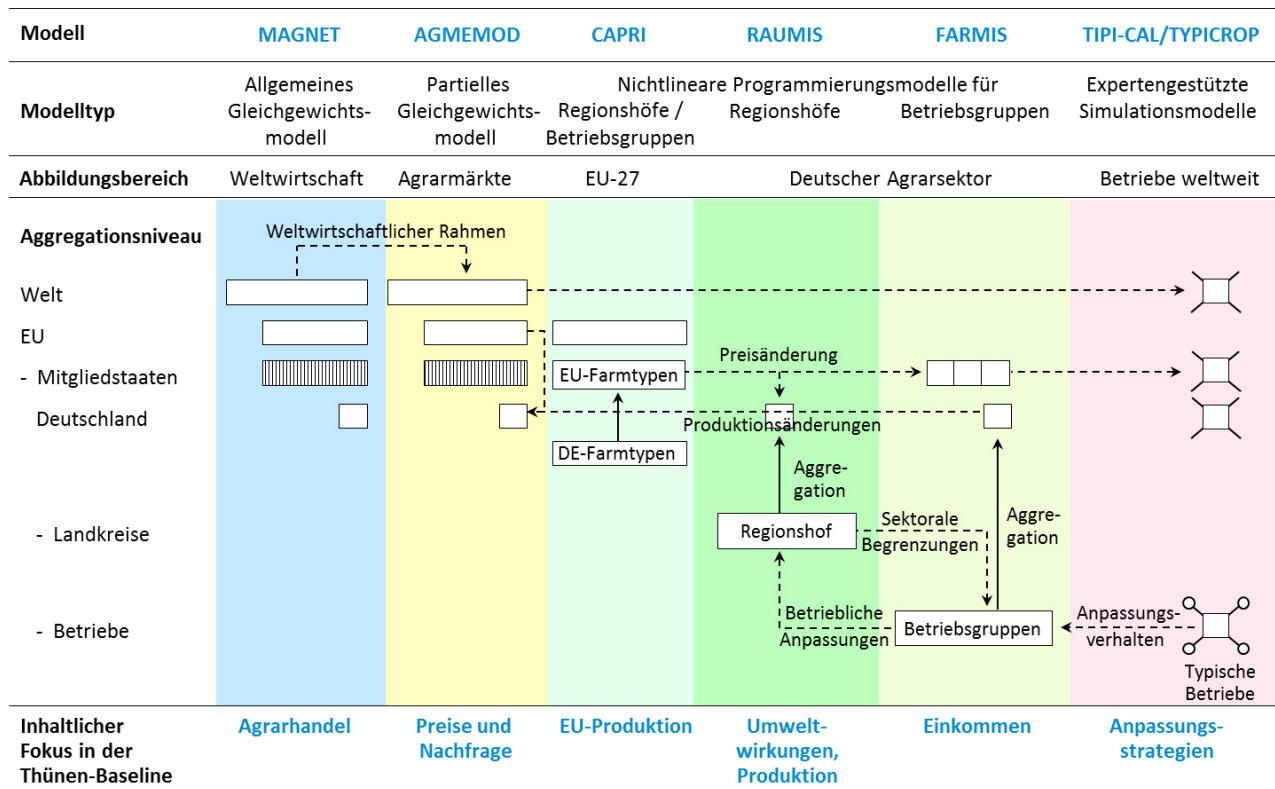 Modell MAGNET AGMEMOD CAPRI RAUMIS FARMIS TIPI-CAL/TYPICROP
Allgemeines Partielles Nichtlineare Programmierungsmodelle für Expertengestützte
Modelltyp Gleichgewichts- Gleichgewichts- Regionshöfe / Regionshöfe Betriebsgruppen Simulationsmodelle
modell modell Betriebsgruppen
Abbildungsbereich Weltwirtschaft Agrarmärkte EU-27 Deutscher Agrarsektor Betriebe weltweit
Aggregationsniveau Weltwirtschaftlicher Rahmen
Welt
EU
Preisänderung
- Mitgliedstaaten EU-Farmtypen
Deutschland Produktionsänderungen
DE-Farmtypen
Aggre-
gation
- Landkreise Regionshof
Sektorale
Begrenzungen
Aggre-
gation
- Betriebe
Betriebliche
Anpassungen
Betriebsgruppen
Anpassungs-
verhalten
Typische
Betriebe
Inhaltlicher Agrarhandel Preise und EU-Produktion Umwelt- Einkommen Anpassungs-
Fokus in der Nachfrage wirkungen, strategien
Thünen-Baseline Produktion